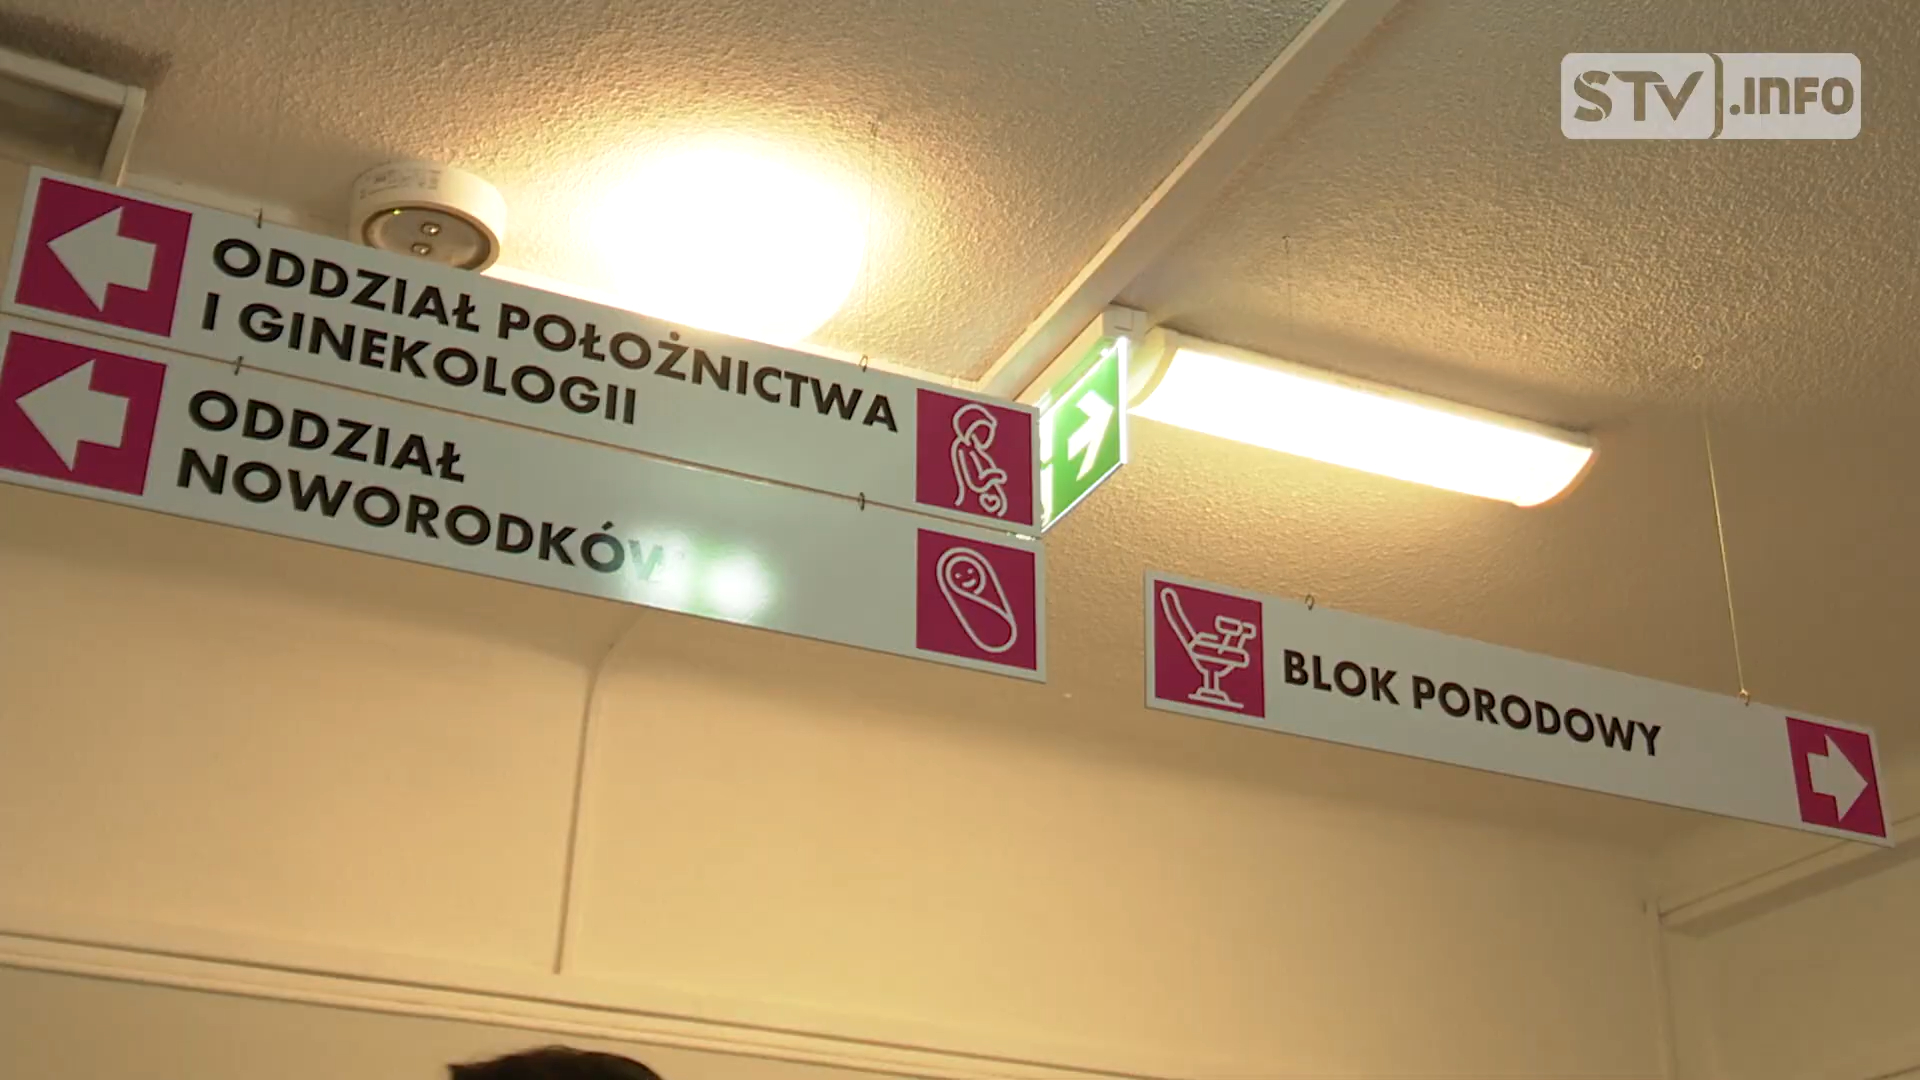 STV.INFO
ODDZIAŁ POŁOŻNICTWA
I GINEKOLOGII
ODDZIAŁ
NOWORODKÓW
BLOK PORODOWY